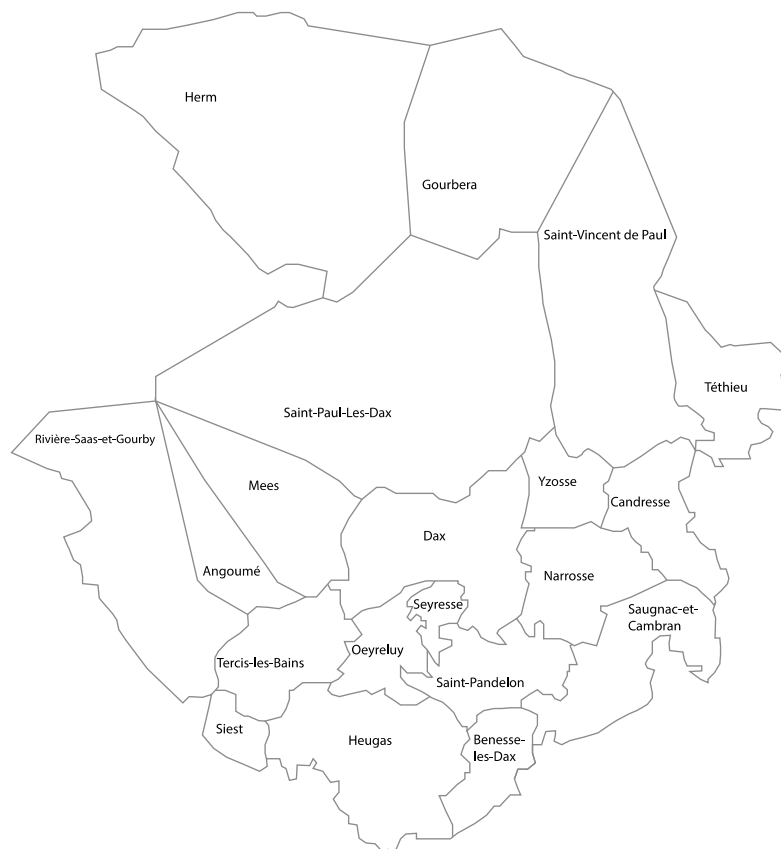 Herm
Gourbera
Saint-Vincent de Paul
Téthieu
Saint-Paul-Les-Dax
Rivière-Saas-et-Gourby
Mees
Yzosse
Candresse
Dax
Angoumé
Narrosse
Seyresse
Saugnac-et-
Cambran
Oeyreluy
Tercis-les-Bains
Saint-Pandelon
Siest
Heugas
Benesse-
les-Dax